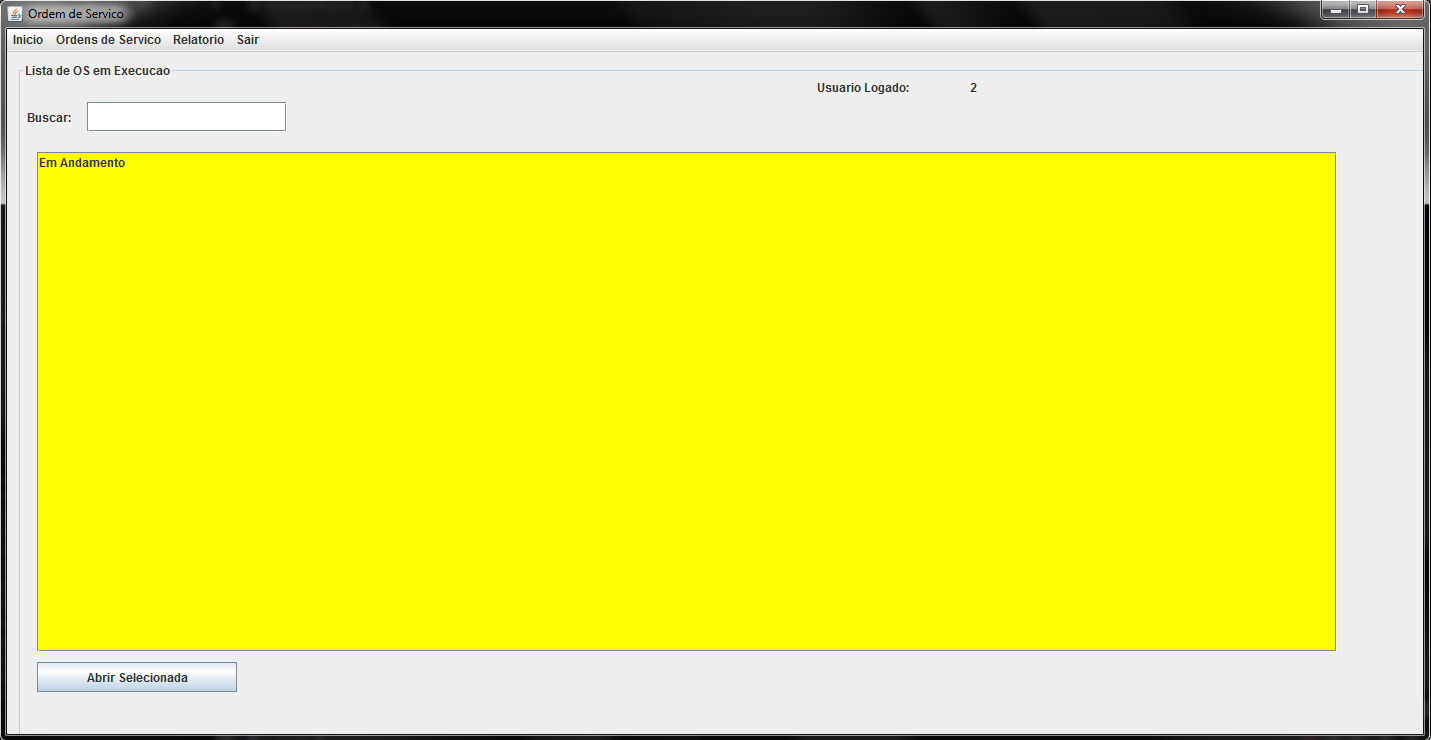 Ordem de Servico
Inicio Ordens de Servico Relatorio Sair
Lista de OS em Execucao
Usuario Logado: 2
Buscar:
Em Andamento
Abrir Selecionada